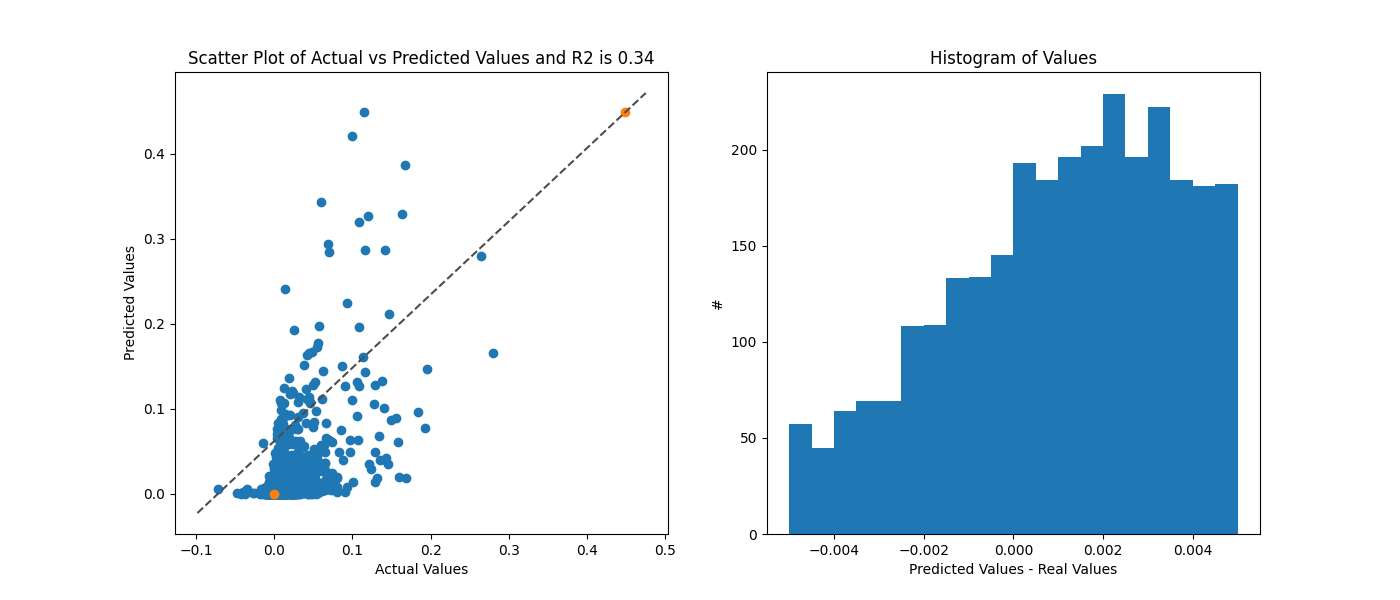 Scatter Plot of Actual vs Predicted Values and R2 is 0.34
Predicted Values
0.4
0.3
0.2
0.1
0.0
−0.1 0.0 0.1 0.2 0.3 0.4 0.5
Actual Values
Histogram of Values
#
200
150
100
50
0
−0.004 −0.002 0.000 0.002 0.004
Predicted Values - Real Values